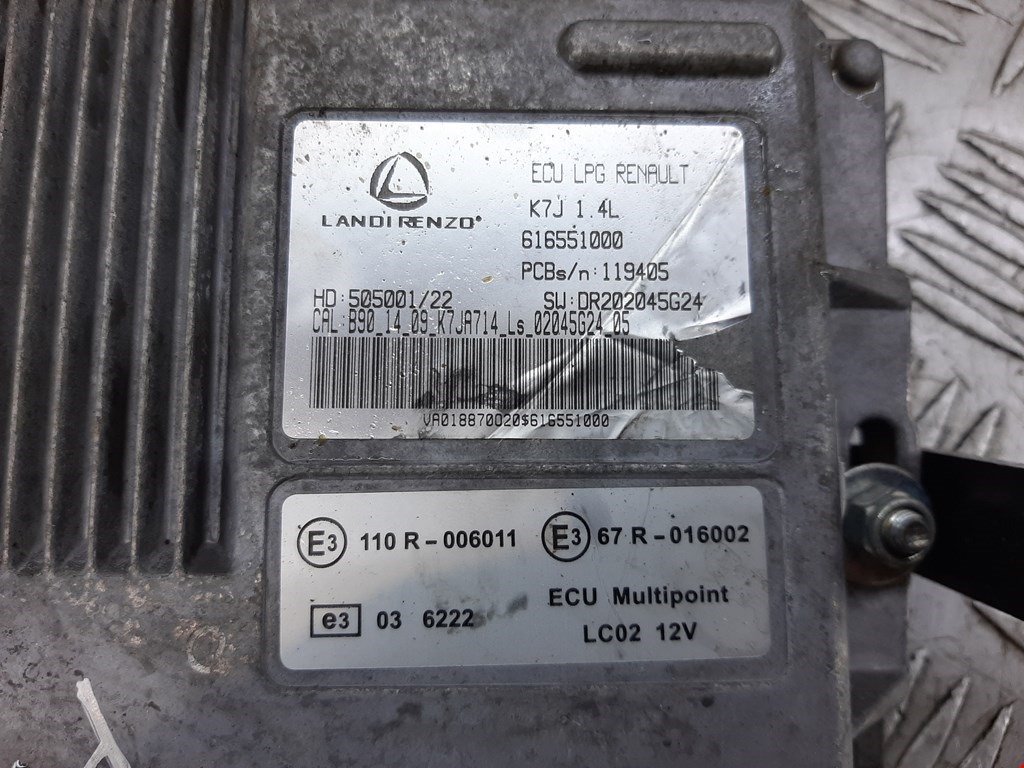 LANDIRENZO®
ECU LPG RENAULT
K7J 1.4L
616551000
PCBs/n:119405
HD:505001/22 SW:DR202045G24
CAL:B90_14_09_K7JA714_Ls_02045G24_05
VA018870020$616551000
E3 110 R-006011 E3 67 R-016002
e3 03 6222
ECU Multipoint
LC02 12V